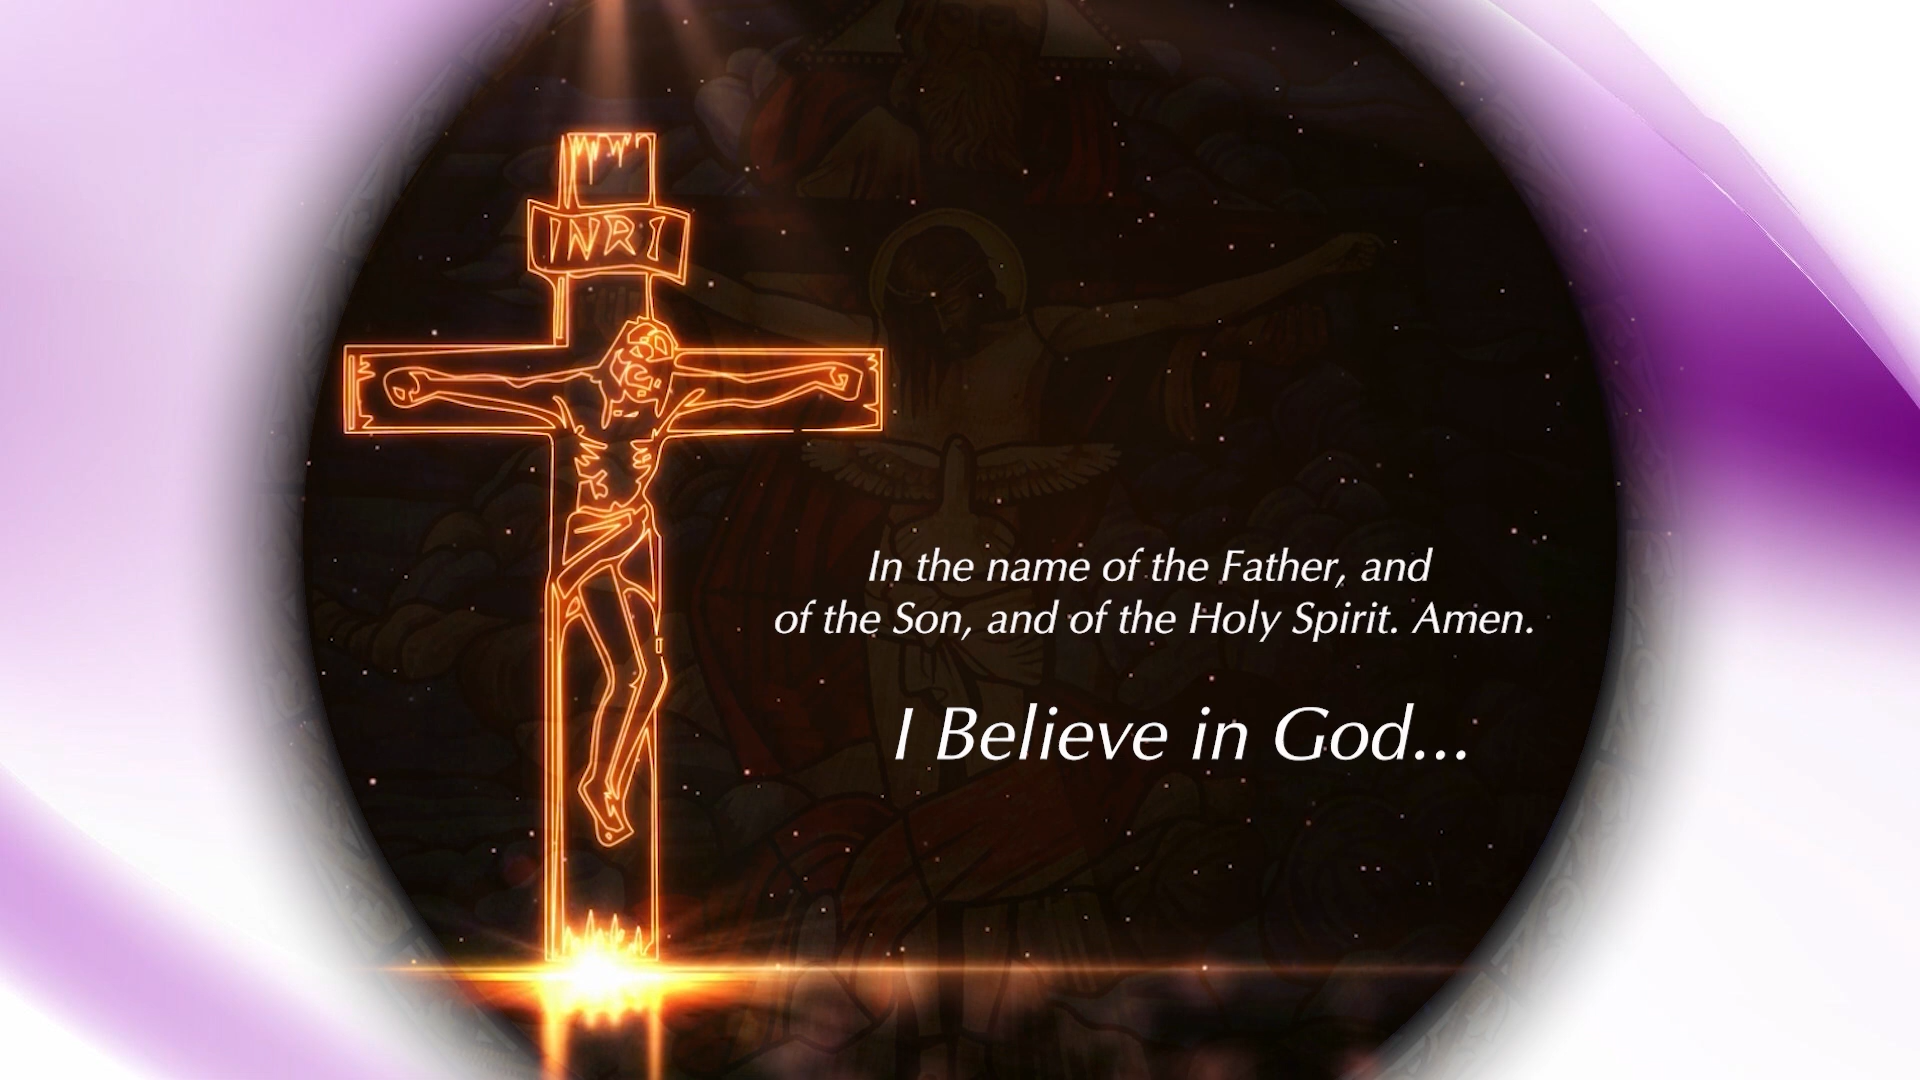 INRI
In the name of the Father, and
of the Son, and of the Holy Spirit. Amen.
I Believe in God...